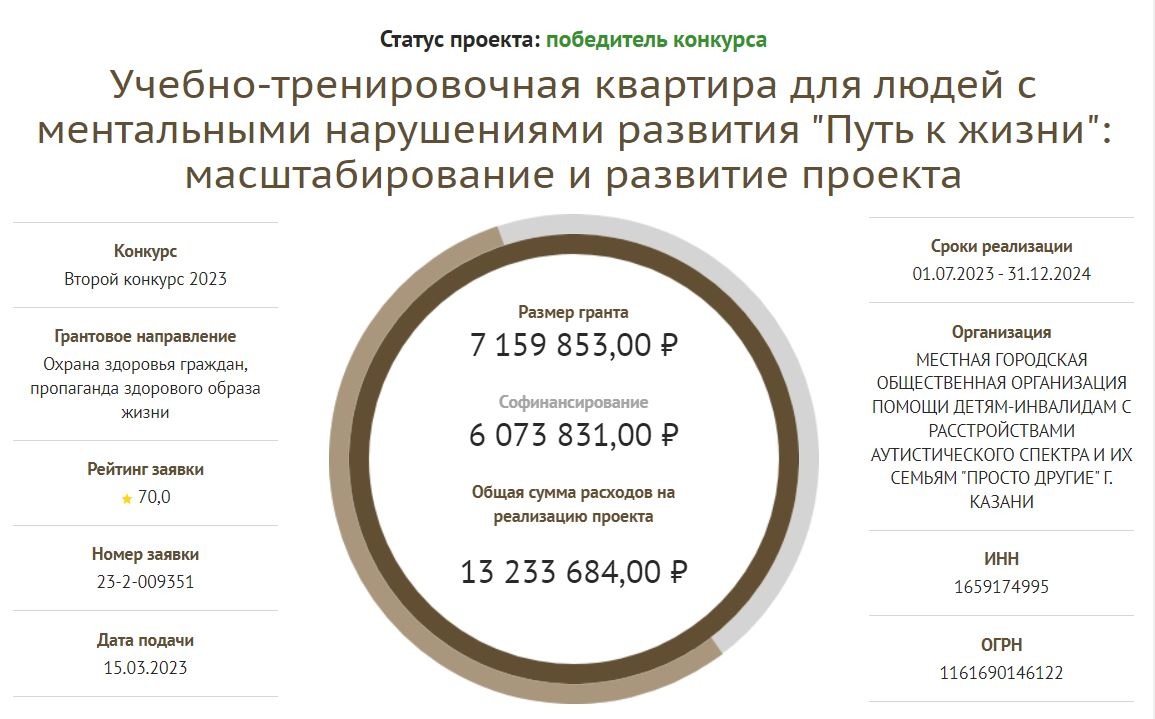 Статус проекта: победитель конкурса
Учебно-тренировочная квартира для людей с
ментальными нарушениями развития "Путь к жизни":
масштабирование и развитие проекта
Конкурс
Второй конкурс 2023
Грантовое направление
Охрана здоровья граждан,
пропаганда здорового образа
жизни
Рейтинг заявки
70,0
Номер заявки
23-2-009351
Дата подачи
15.03.2023
Размер гранта
7 159 853,00 ₽
Софинансирование
6 073 831,00 ₽
Общая сумма расходов на
реализацию проекта
13 233 684,00 ₽
Сроки реализации
01.07.2023 - 31.12.2024
Организация
МЕСТНАЯ ГОРОДСКАЯ
ОБЩЕСТВЕННАЯ ОРГАНИЗАЦИЯ
ПОМОЩИ ДЕТЯМ-ИНВАЛИДАМ С
РАССТРОЙСТВАМИ
АУТИСТИЧЕСКОГО СПЕКТРА И ИХ
СЕМЬЯМ "ПРОСТО ДРУГИЕ" Г.
КАЗАНИ
ИНН
1659174995
ОГРН
1161690146122